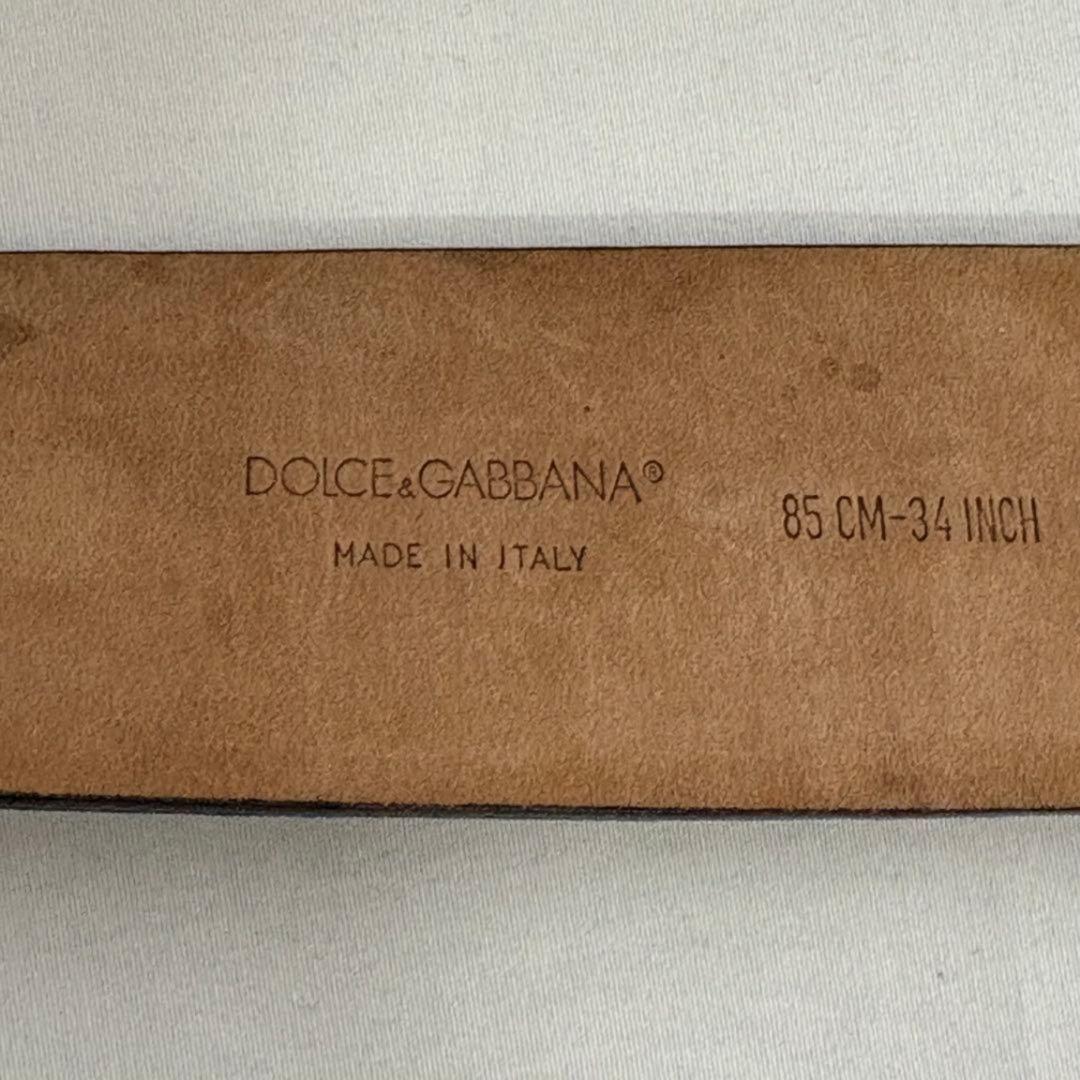 DOLCE&GABBANA®
MADE IN ITALY
85 CM-34 INCH